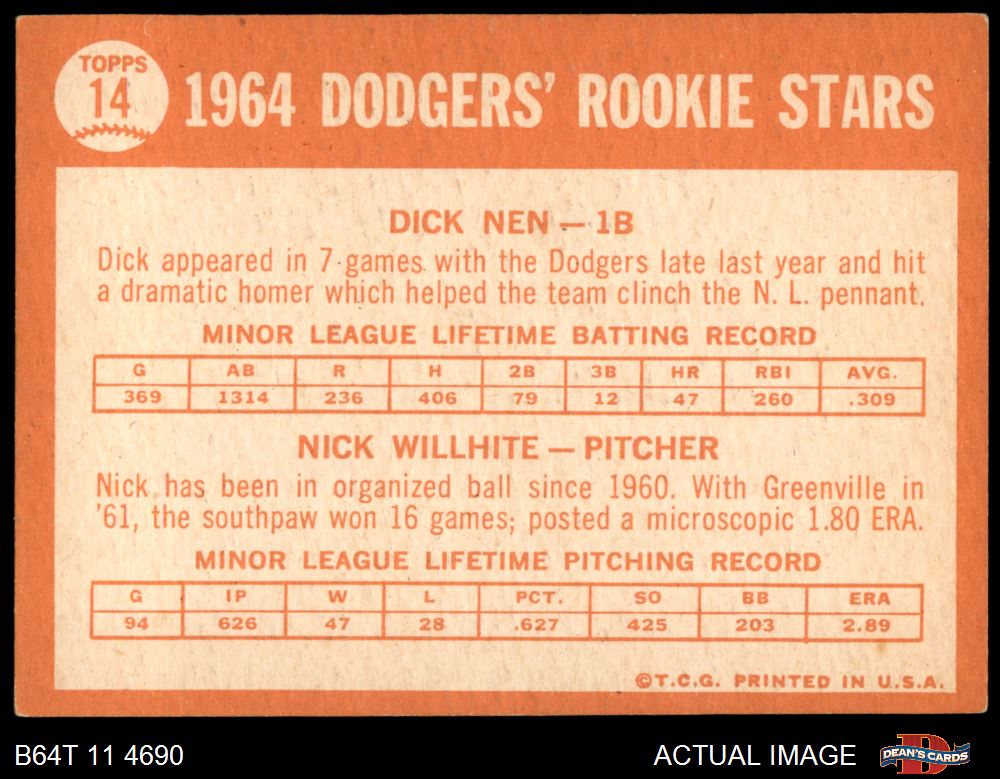 TOPPS
14
1964 DODGERS' ROOKIE STARS
DICK NEN — 1B
Dick appeared in 7 games with the Dodgers late last year and hit
a dramatic homer which helped the team clinch the N. L. pennant.
MINOR LEAGUE LIFETIME BATTING RECORD
G AB R H 2B 3B HR RBI AVG.
369 1314 236 406 79 12 47 260 .309
NICK WILLHITE — PITCHER
Nick has been in organized ball since 1960. With Greenville in
'61, the southpaw won 16 games; posted a microscopic 1.80 ERA.
MINOR LEAGUE LIFETIME PITCHING RECORD
G IP W L PCT. SO BB ERA
94 626 47 28 .627 425 203 2.89
©T.C.G. PRINTED IN U.S.A.
B64T 11 4690
ACTUAL IMAGE
DEAN'S CARDS